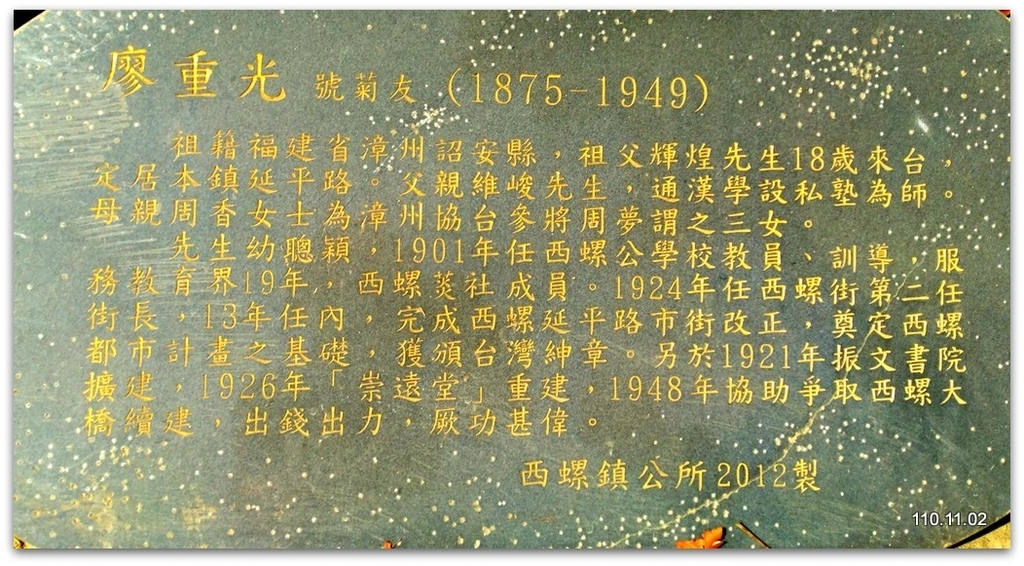 廖重光 號菊友 (1875-1949)
祖籍福建省漳州詔安縣，祖父輝煌先生18歲來台，
定居本鎮延平路。父親維峻先生，通漢學設私塾為師。
母親周香女士為漳州協台參將周夢謂之三女。
先生幼聰穎，1901年任西螺公學校教員、訓導，服
務教育界19年，西螺菼社成員。1924年任西螺街第二任
街長，13年任內，完成西螺延平路市街改正，奠定西螺
都市計畫之基礎，獲頒台灣紳章。另於1921年振文書院
擴建，1926年「崇遠堂」重建，1948年協助爭取西螺大
橋續建，出錢出力，厥功甚偉。
西螺鎮公所2012製
110.11.02